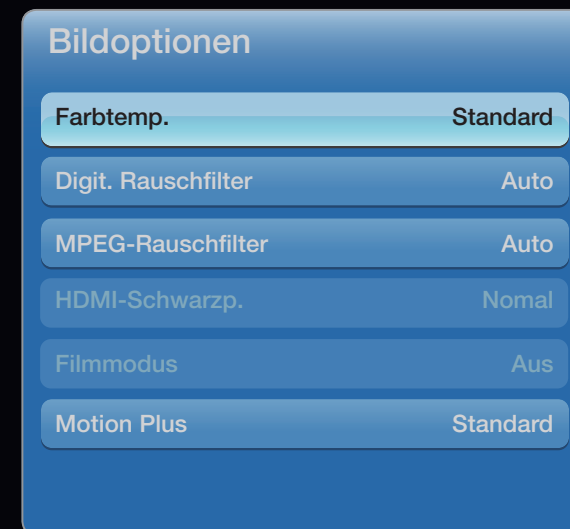 Bildoptionen
Farbtemp. Standard
Digit. Rauschfilter Auto
MPEG-Rauschfilter Auto
HDMI-Schwarzp. Nomal
Filmmodus Aus
Motion Plus Standard